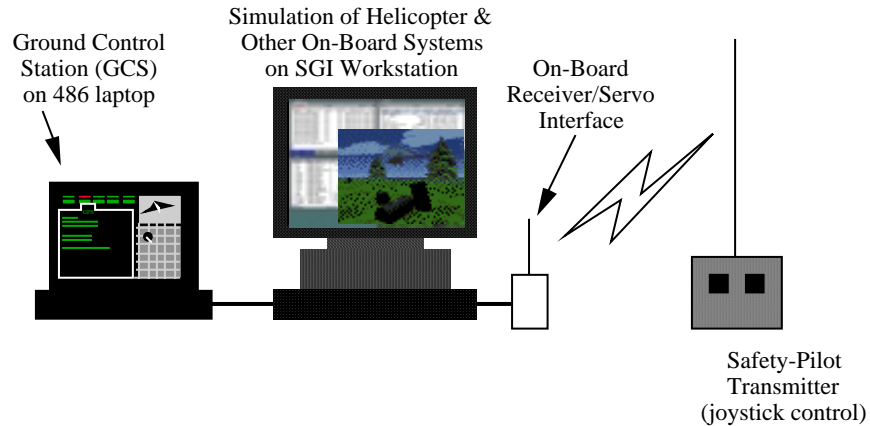 Simulation of Helicopter &
Other On-Board Systems
on SGI Workstation
Ground Control
Station (GCS)
on 486 laptop
On-Board
Receiver/Servo
Interface
Safety-Pilot
Transmitter
(joystick control)